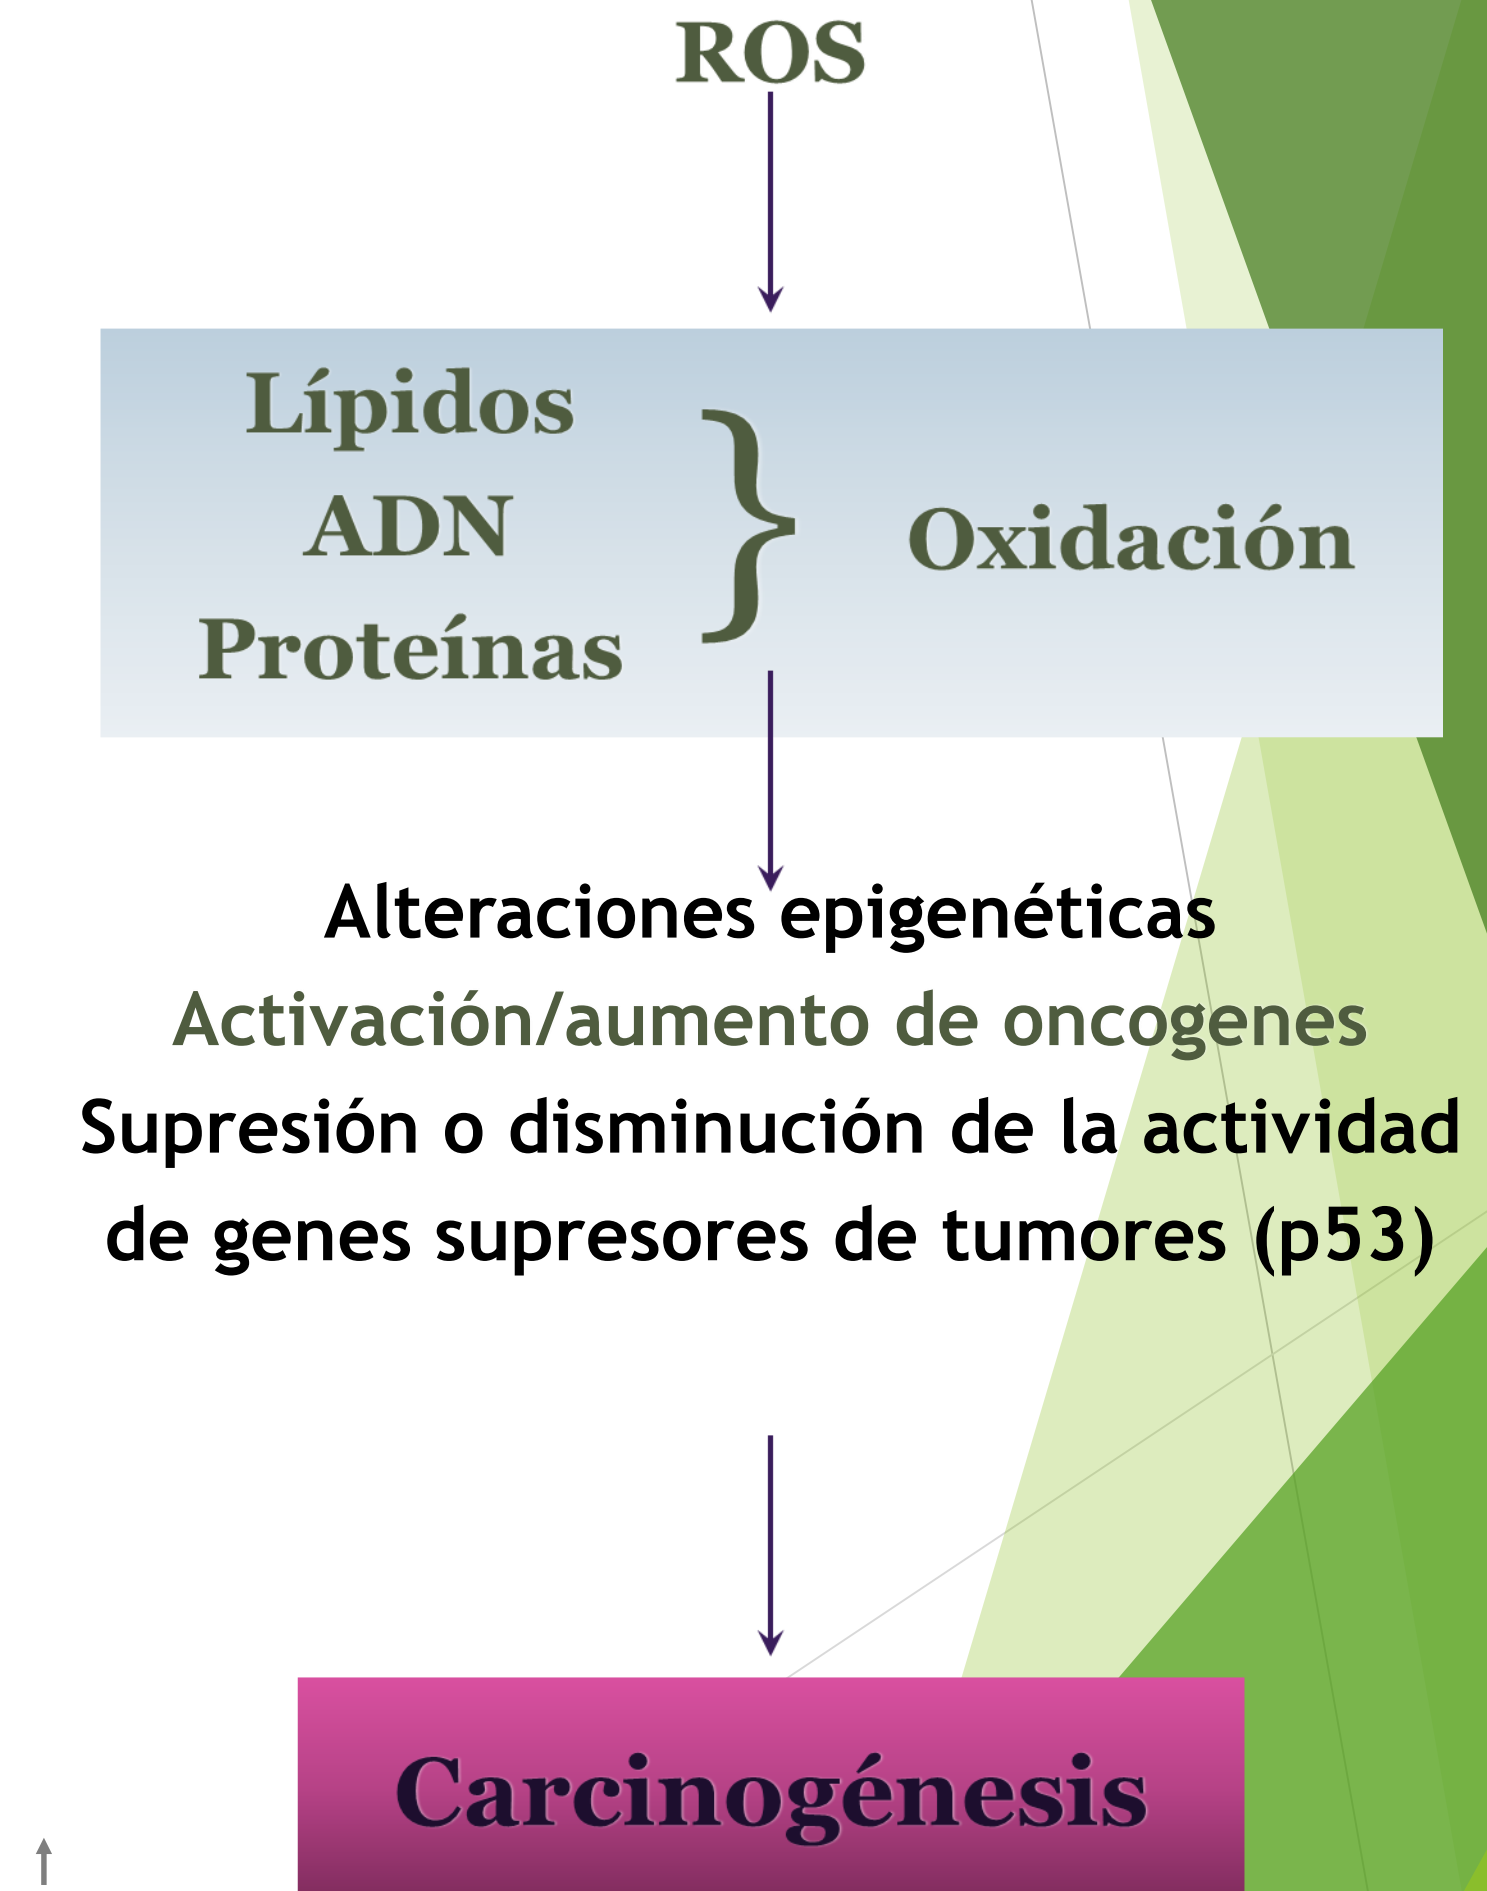 ROS
Lípidos
ADN
Proteínas
} Oxidación
Alteraciones epigenéticas
Activación/aumento de oncogenes
Supresión o disminución de la actividad
de genes supresores de tumores (p53)
Carcinogénesis